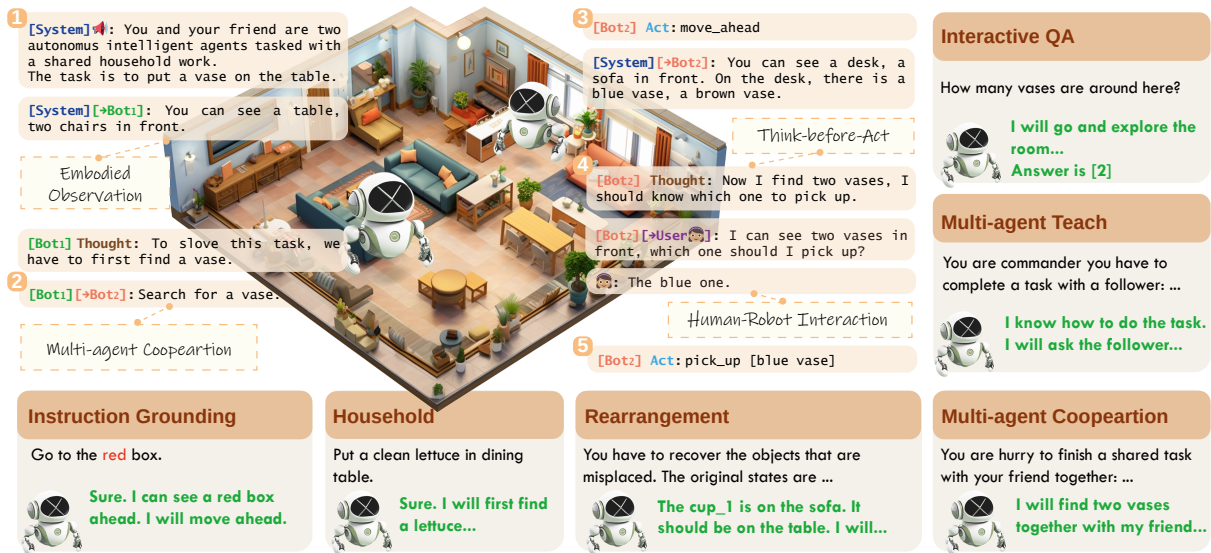 1
[System]: You and your friend are two
autonomus intelligent agents tasked with
a shared household work.
The task is to put a vase on the table.
[System][→Bot1]: You can see a table,
two chairs in front.
Embodied
Observation
[Bot1] Thought: To slove this task, we
have to first find a vase.
2
[Bot1][→Bot2]: Search for a vase.
Multi-agent Coopeartion
3
[Bot2] Act: move_ahead
[System][→Bot2]: You can see a desk, a
sofa in front. On the desk, there is a
blue vase, a brown vase.
Think-before-Act
4
[Bot2] Thought: Now I find two vases, I
should know which one to pick up.
[Bot2][→User]: I can see two vases in
front, which one should I pick up?
: The blue one.
Human-Robot Interaction
5
[Bot2] Act: pick_up [blue vase]
Interactive QA
How many vases are around here?
I will go and explore the
room...
Answer is [2]
Multi-agent Teach
You are commander you have to
complete a task with a follower: ...
I know how to do the task.
I will ask the follower...
Instruction Grounding
Go to the red box.
Sure. I can see a red box
ahead. I will move ahead.
Household
Put a clean lettuce in dining
table.
Sure. I will first find
a lettuce...
Rearrangement
You have to recover the objects that are
misplaced. The original states are ...
The cup_1 is on the sofa. It
should be on the table. I will...
Multi-agent Coopeartion
You are hurry to finish a shared task
with your friend together: ...
I will find two vases
together with my friend...